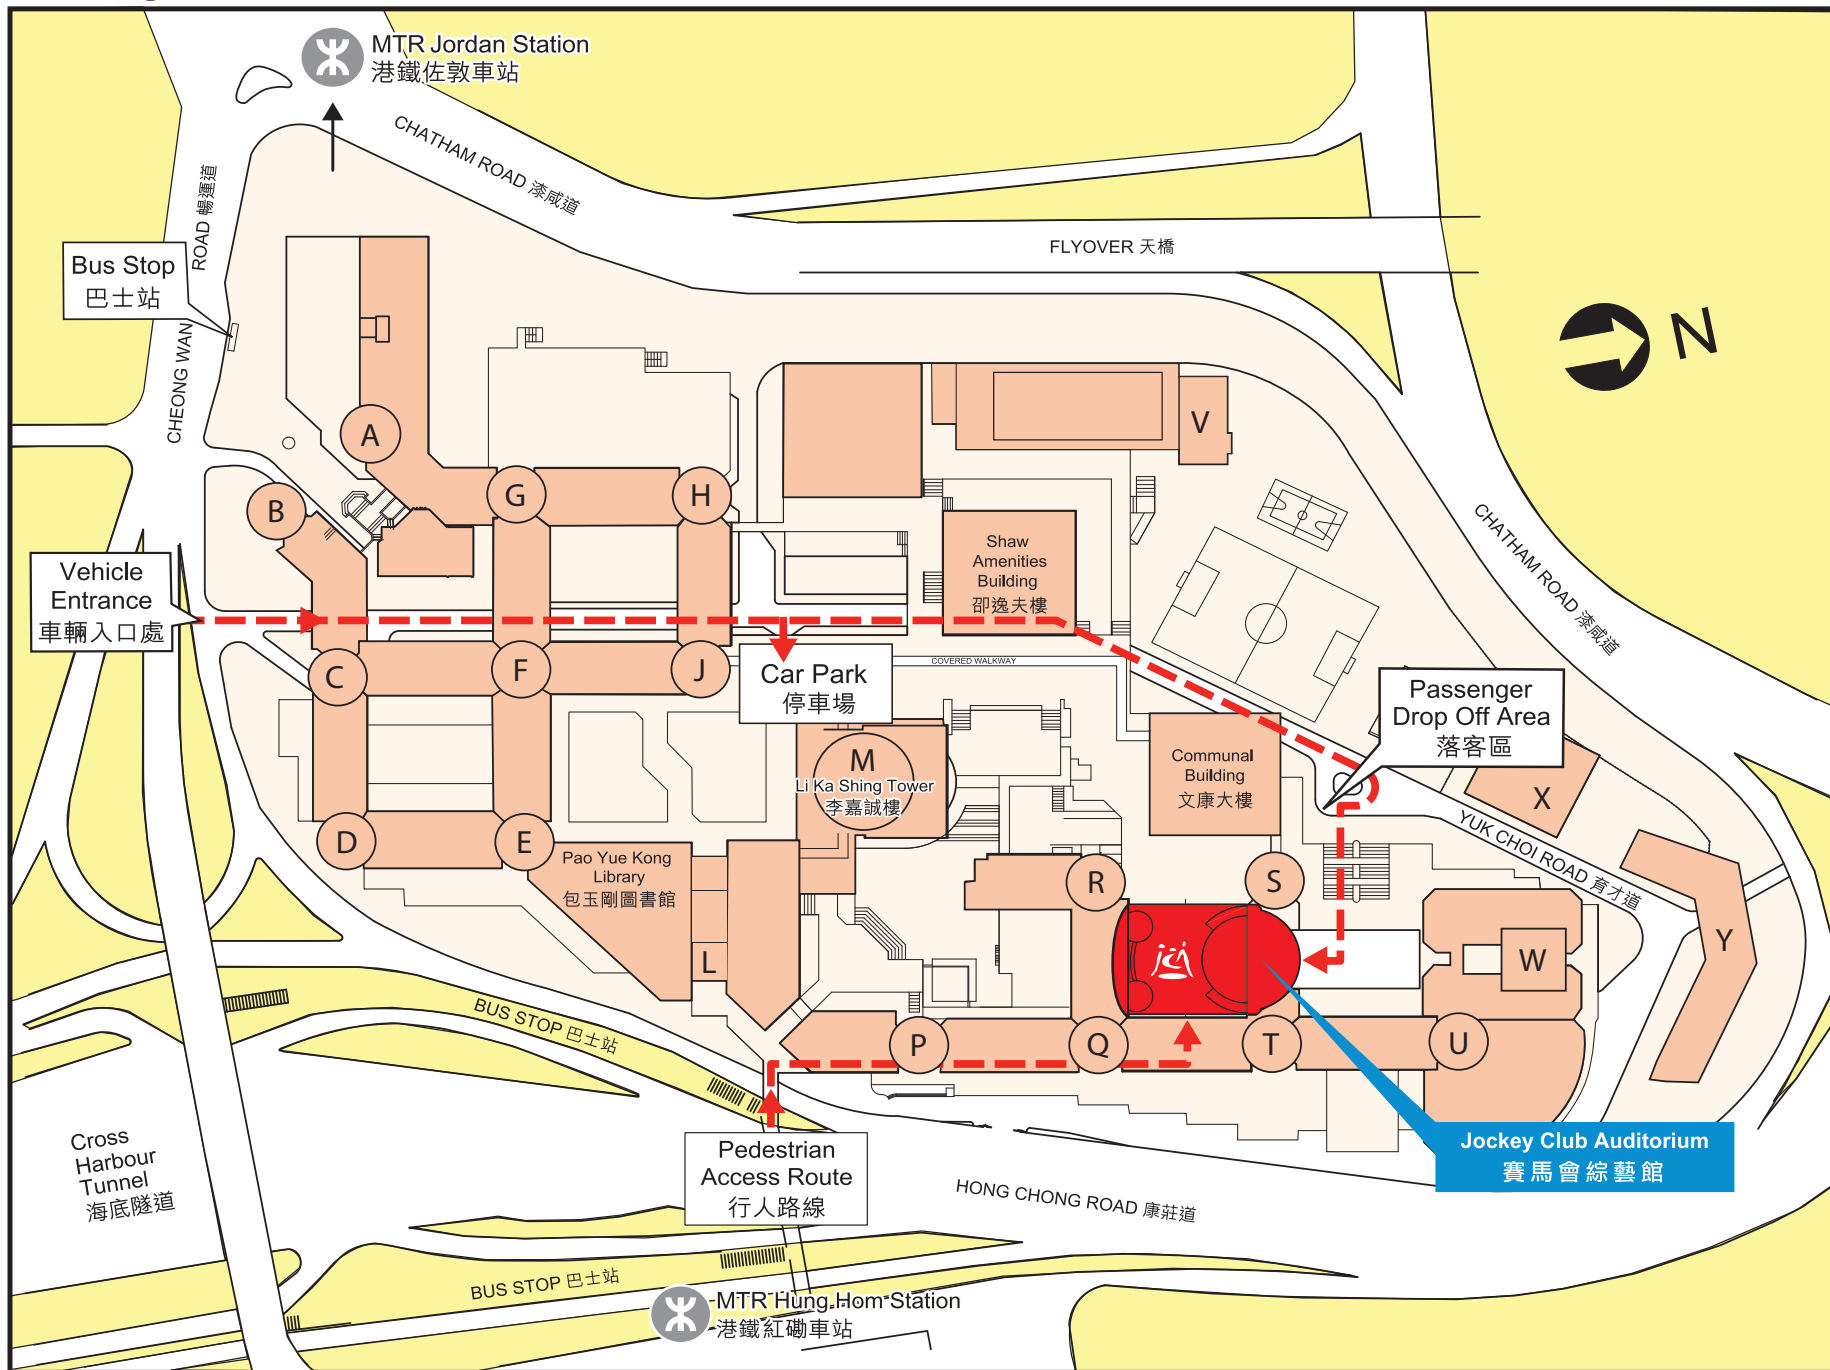 MTR Jordan Station
港鐵佐敦車站
CHATHAM ROAD 漆咸道
ROAD 暢運道
CHEONG WAN
Bus Stop
巴士站
FLYOVER 天橋
N
A
V
B
G
H
Shaw
Amenities
Building
邵逸夫樓
CHATHAM ROAD 漆咸道
Vehicle
Entrance
車輛入口處
C
F
J
COVERED WALKWAY
Car Park
停車場
Passenger
Drop Off Area
落客區
M
Li Ka Shing Tower
李嘉誠樓
Communal
Building
文康大樓
X
YUK CHOI ROAD 育才道
D
E
Pao Yue Kong
Library
包玉剛圖書館
R
S
L
W
Y
BUS STOP 巴士站
P
Q
T
U
Jockey Club Auditorium
賽馬會綜藝館
Cross
Harbour
Tunnel
海底隧道
Pedestrian
Access Route
行人路線
HONG CHONG ROAD 康莊道
BUS STOP 巴士站
MTR Hung Hom Station
港鐵紅磡車站